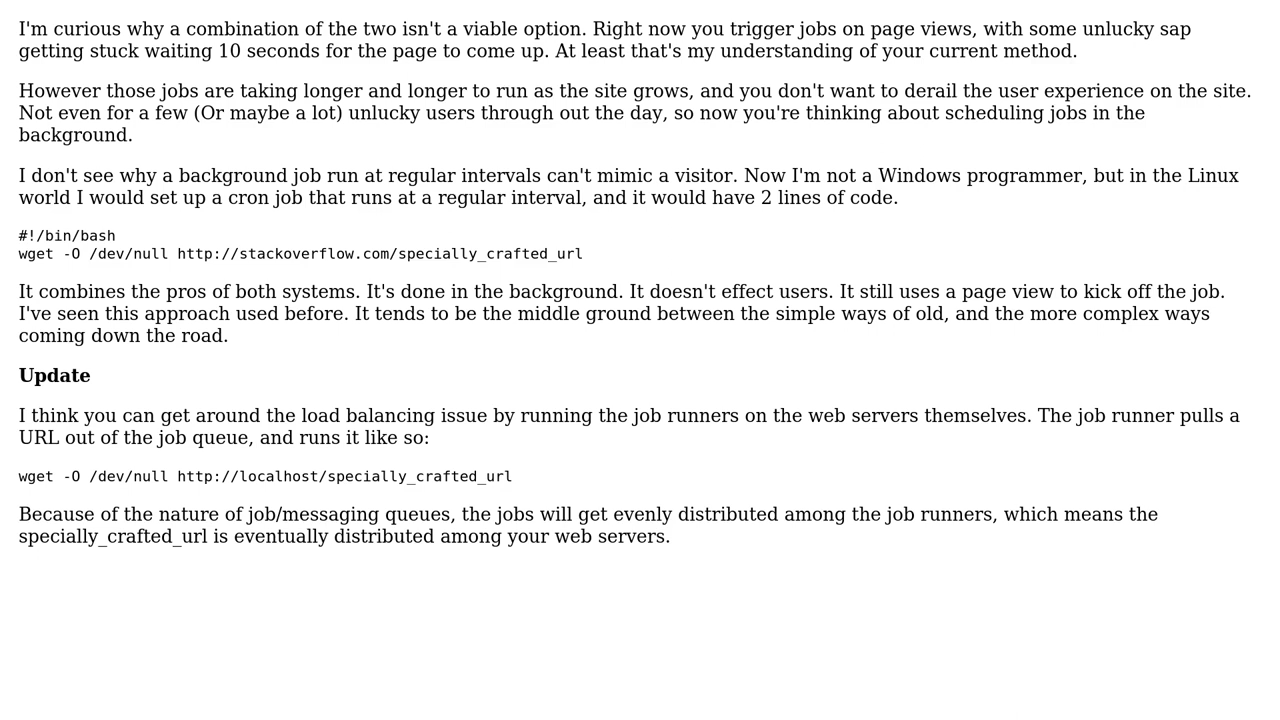 I'm curious why a combination of the two isn't a viable option. Right now you trigger jobs on page views, with some unlucky sap
getting stuck waiting 10 seconds for the page to come up. At least that's my understanding of your current method.
However those jobs are taking longer and longer to run as the site grows, and you don't want to derail the user experience on the site.
Not even for a few (Or maybe a lot) unlucky users through out the day, so now you're thinking about scheduling jobs in the
background.
I don't see why a background job run at regular intervals can't mimic a visitor. Now I'm not a Windows programmer, but in the Linux
world I would set up a cron job that runs at a regular interval, and it would have 2 lines of code.
#!/bin/bash
wget -O /dev/null http://stackoverflow.com/specially_crafted_url
It combines the pros of both systems. It's done in the background. It doesn't effect users. It still uses a page view to kick off the job.
I've seen this approach used before. It tends to be the middle ground between the simple ways of old, and the more complex ways
coming down the road.
Update
I think you can get around the load balancing issue by running the job runners on the web servers themselves. The job runner pulls a
URL out of the job queue, and runs it like so:
wget -O /dev/null http://localhost/specially_crafted_url
Because of the nature of job/messaging queues, the jobs will get evenly distributed among the job runners, which means the
specially_crafted_url is eventually distributed among your web servers.